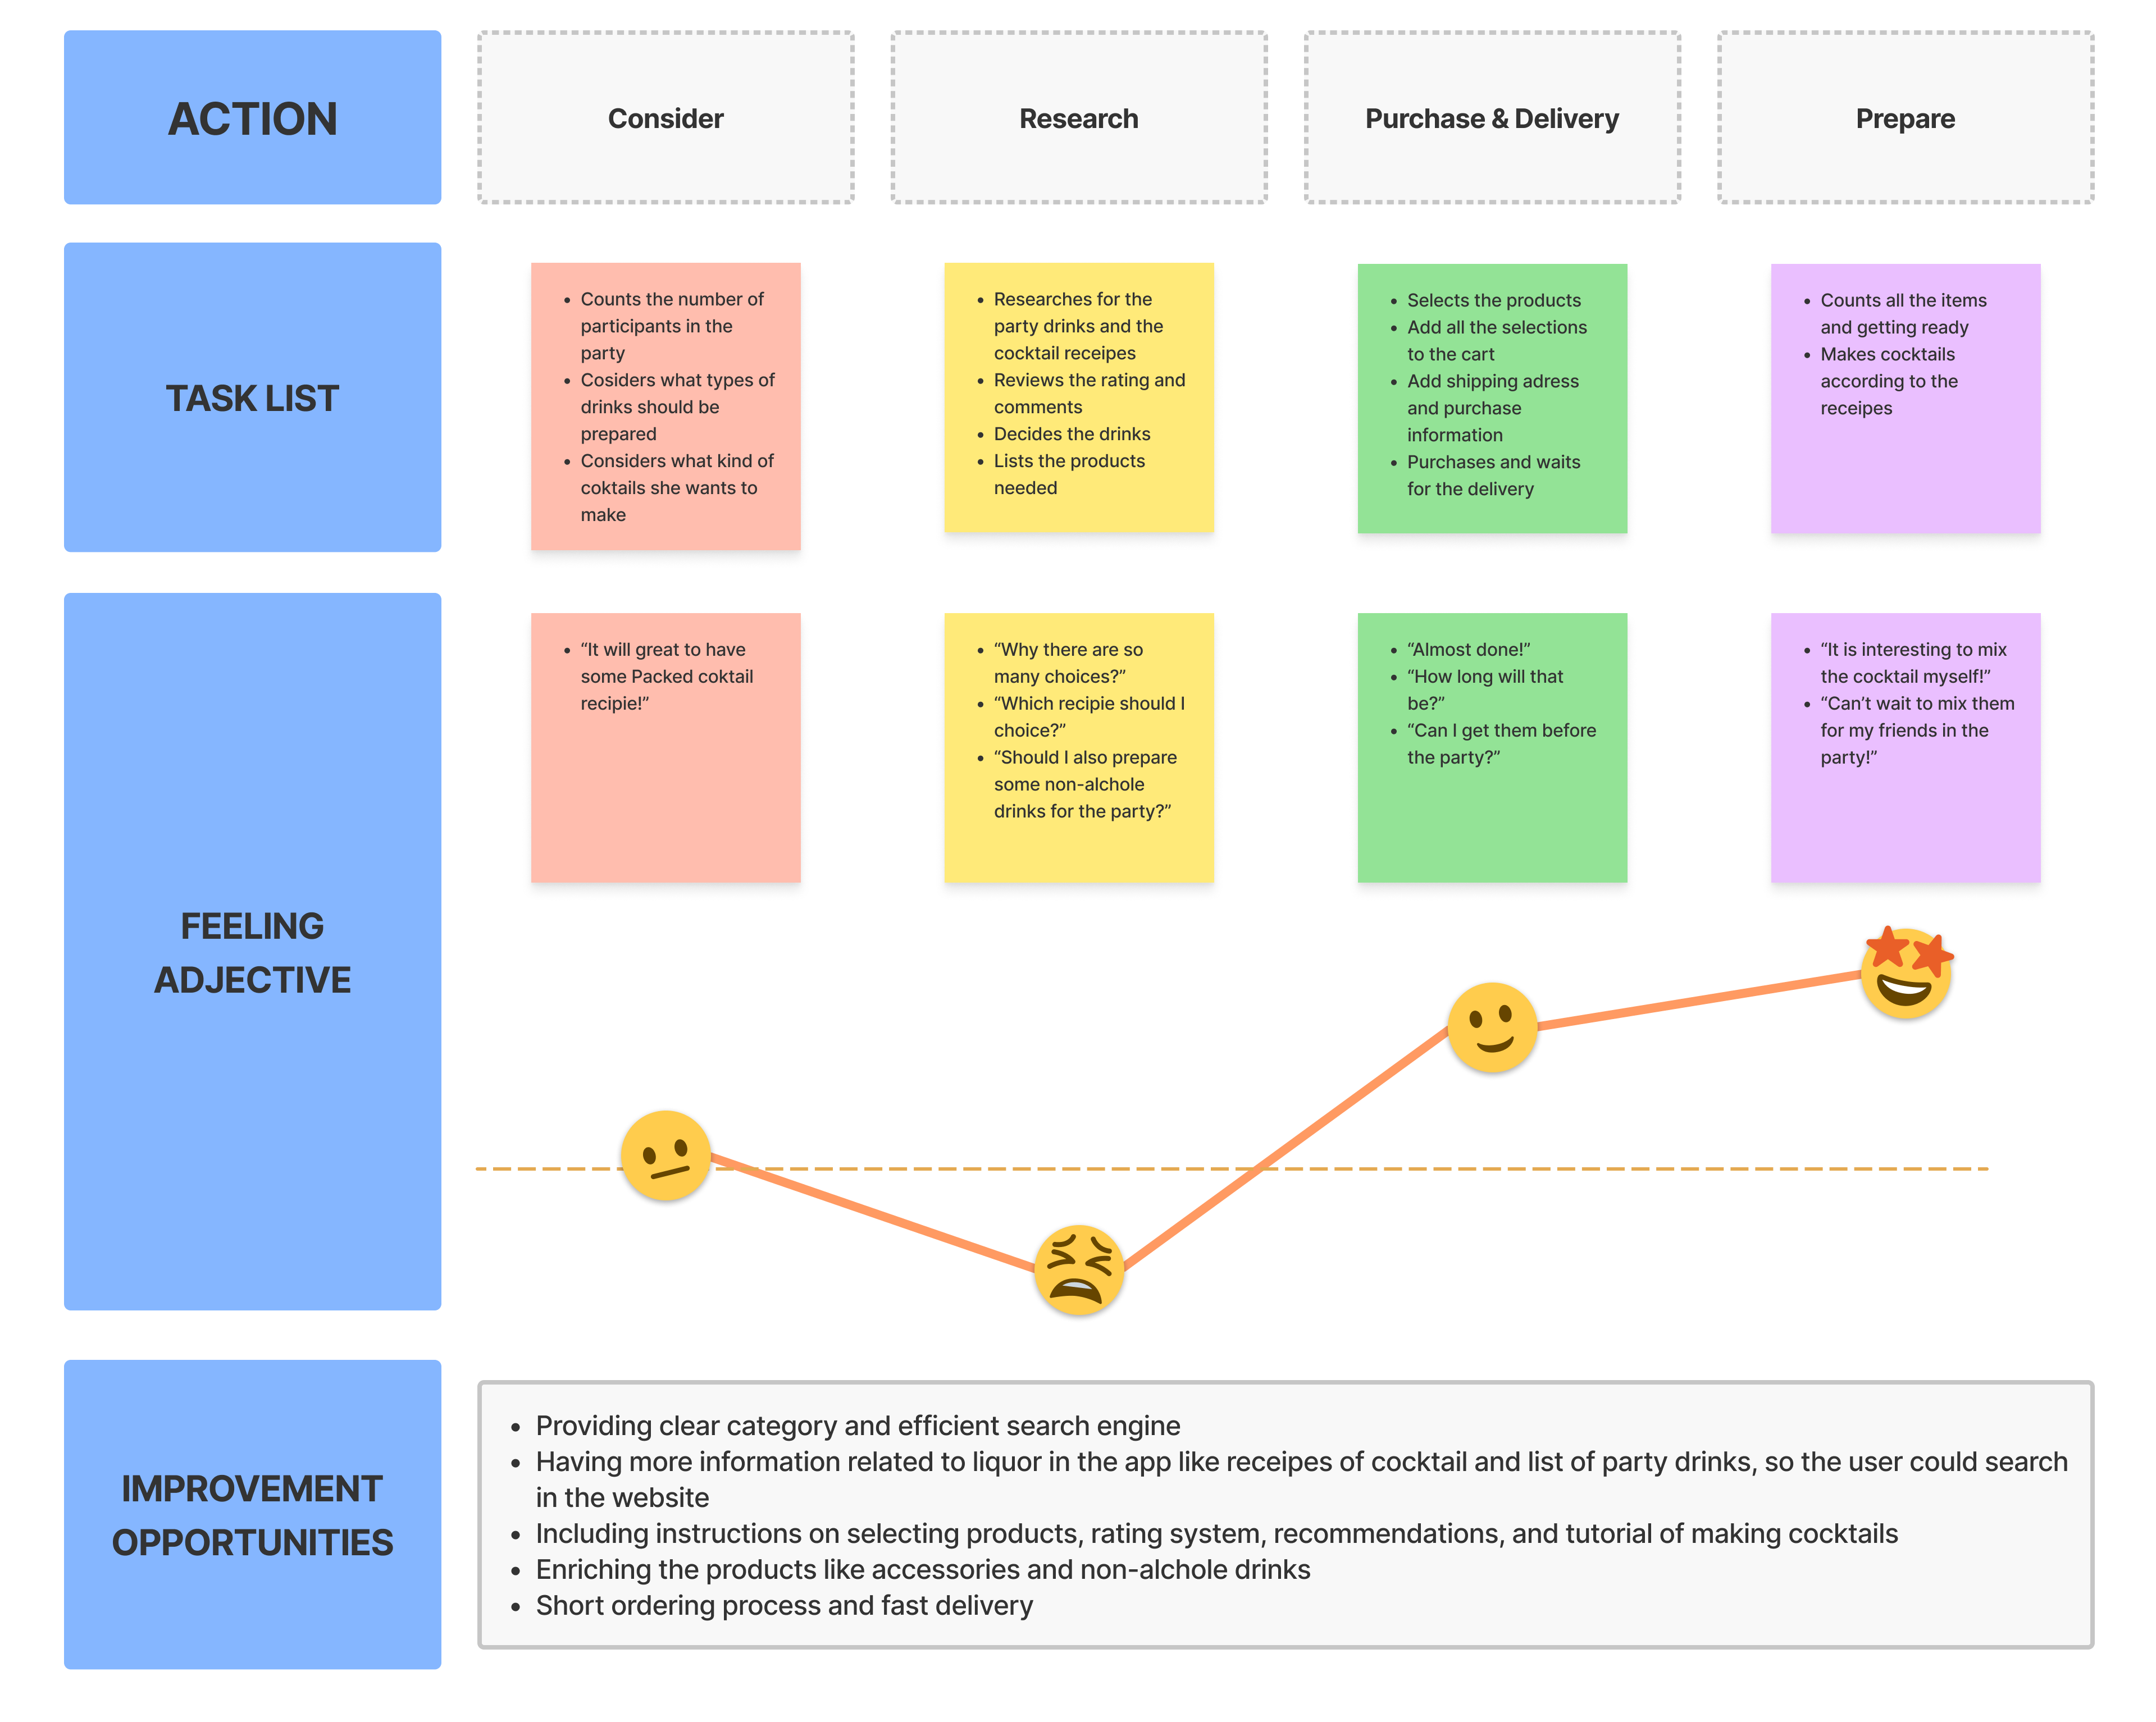 ACTION
Consider
Research
Purchase & Delivery
Prepare
TASK LIST
• Counts the number of
participants in the
party
• Cosiders what types of
drinks should be
prepared
• Considers what kind of
coktails she wants to
make
• Researches for the
party drinks and the
cocktail receipes
• Reviews the rating and
comments
• Decides the drinks
• Lists the products
needed
• Selects the products
• Add all the selections
to the cart
• Add shipping adress
and purchase
information
• Purchases and waits
for the delivery
• Counts all the items
and getting ready
• Makes cocktails
according to the
receipes
FEELING
ADJECTIVE
• “It will great to have
some Packed coktail
recipie!”
• “Why there are so
many choices?”
• “Which recipie should I
choice?”
• “Should I also prepare
some non-alchole
drinks for the party?”
• “Almost done!”
• “How long will that
be?”
• “Can I get them before
the party?”
• “It is interesting to mix
the cocktail myself!”
• “Can’t wait to mix them
for my friends in the
party!”
IMPROVEMENT
OPPORTUNITIES
• Providing clear category and efficient search engine
• Having more information related to liquor in the app like receipes of cocktail and list of party drinks, so the user could search
in the website
• Including instructions on selecting products, rating system, recommendations, and tutorial of making cocktails
• Enriching the products like accessories and non-alchole drinks
• Short ordering process and fast delivery